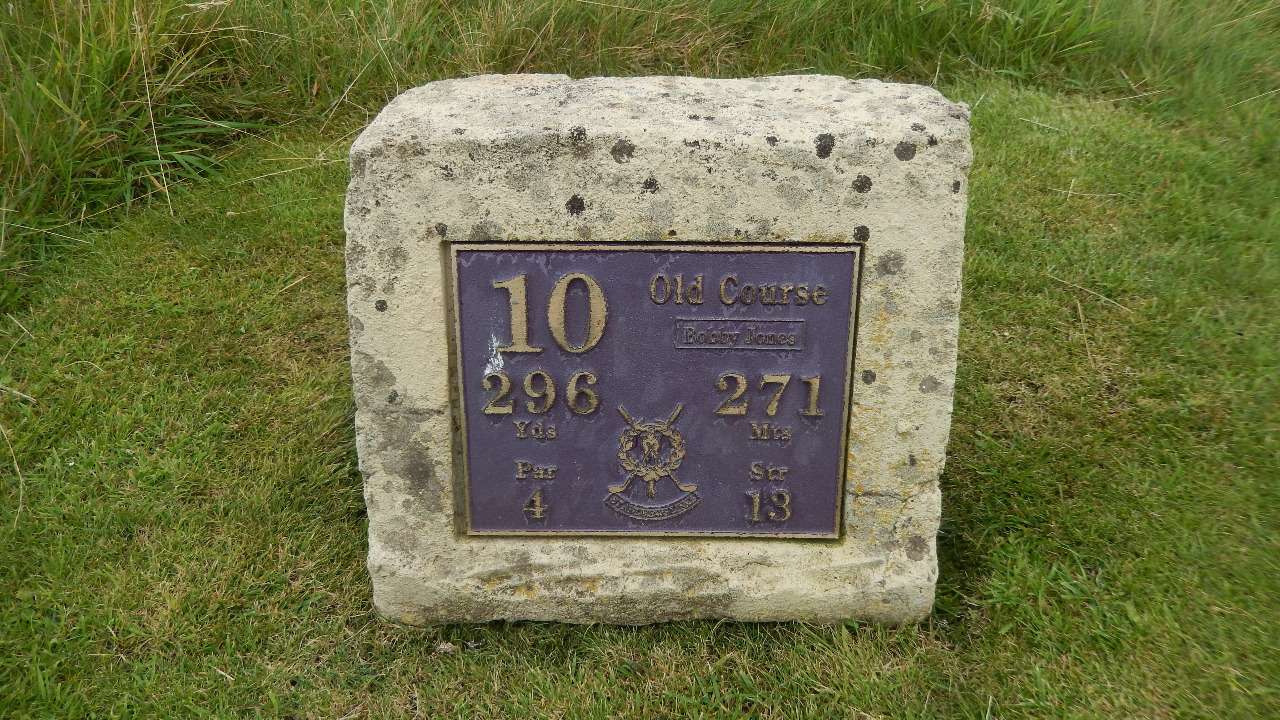 10 Old Course
Bobby Jones
296 271
Yds Mts
Par Str
4 13